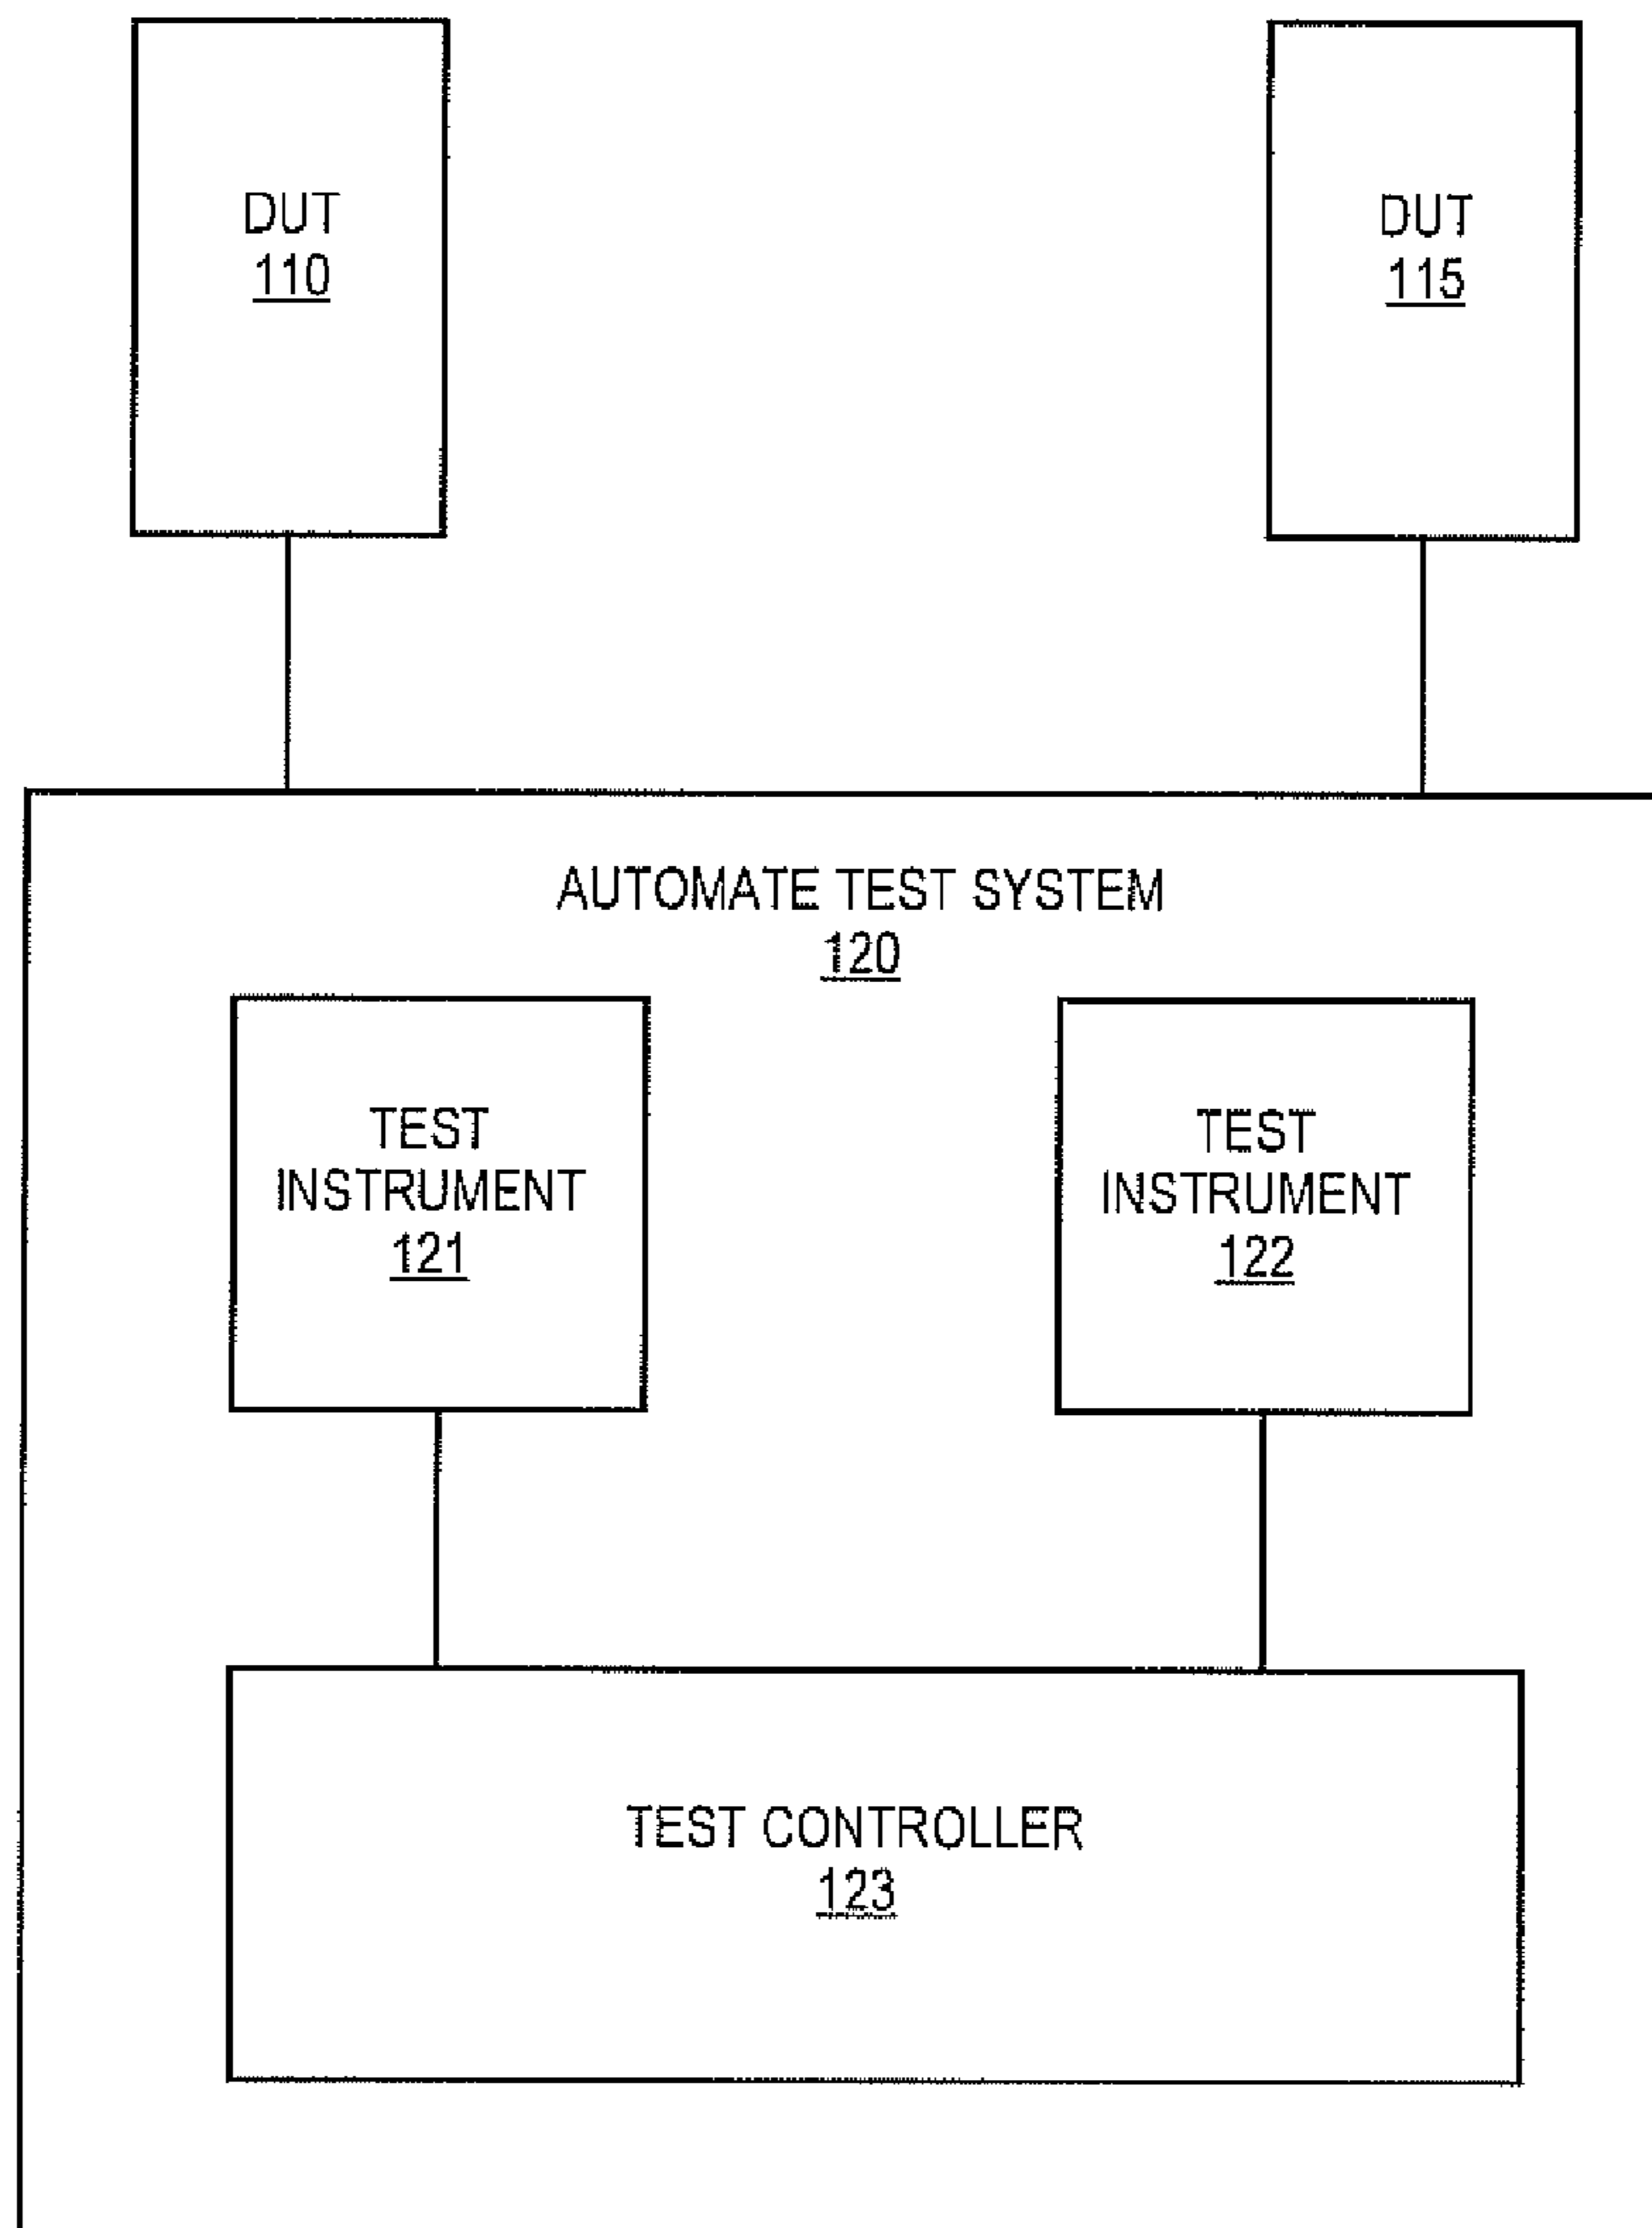 DUT
110
DUT
115
AUTOMATE TEST SYSTEM
120
TEST
INSTRUMENT
121
TEST
INSTRUMENT
122
TEST CONTROLLER
123